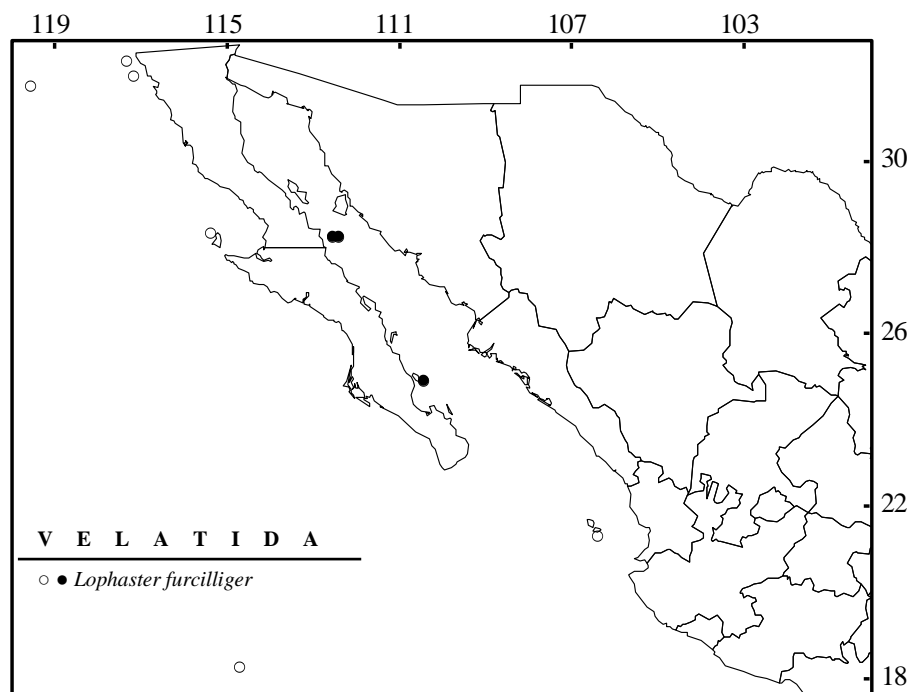 119 115 111 107 103
30
26
22
V E L A T I D A
○ ● Lophaster furcilliger
18